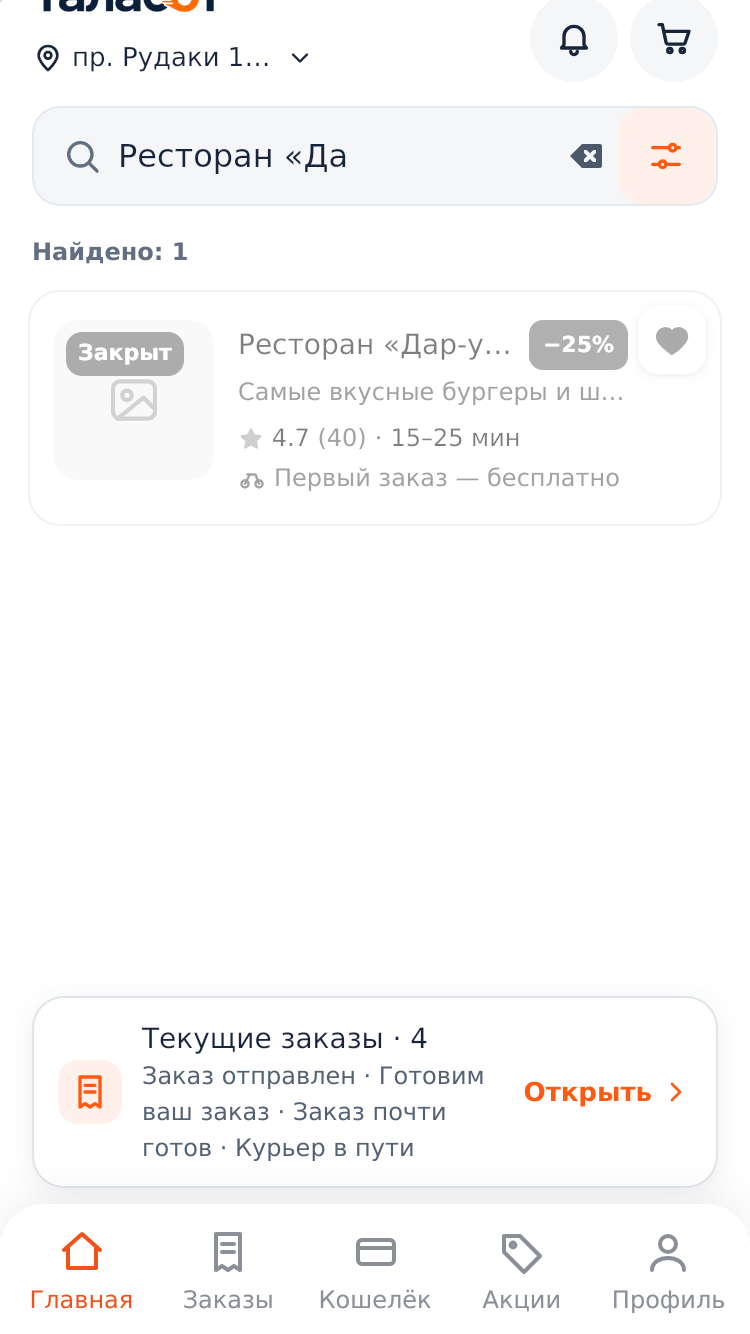 пр. Рудаки 1...
Ресторан «Да
Найдено: 1
Закрыт
Ресторан «Дар-у...
−25%
Самые вкусные бургеры и ш...
4.7 (40) · 15–25 мин
Первый заказ — бесплатно
Текущие заказы · 4
Заказ отправлен · Готовим
ваш заказ · Заказ почти
готов · Курьер в пути
Открыть
Главная
Заказы
Кошелёк
Акции
Профиль